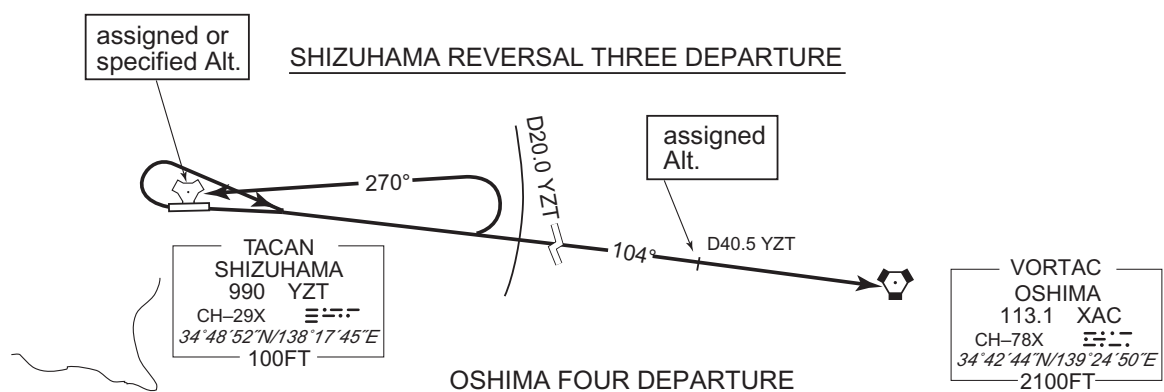 assigned or
specified Alt.
SHIZUHAMA REVERSAL THREE DEPARTURE
D20.0 YZT
assigned
Alt.
270°
104°
D40.5 YZT
TACAN
SHIZUHAMA
990 YZT
CH–29X
34°48´52˝N/138°17´45˝E
100FT
VORTAC
OSHIMA
113.1 XAC
CH–78X
34°42´44˝N/139°24´50˝E
2100FT
OSHIMA FOUR DEPARTURE